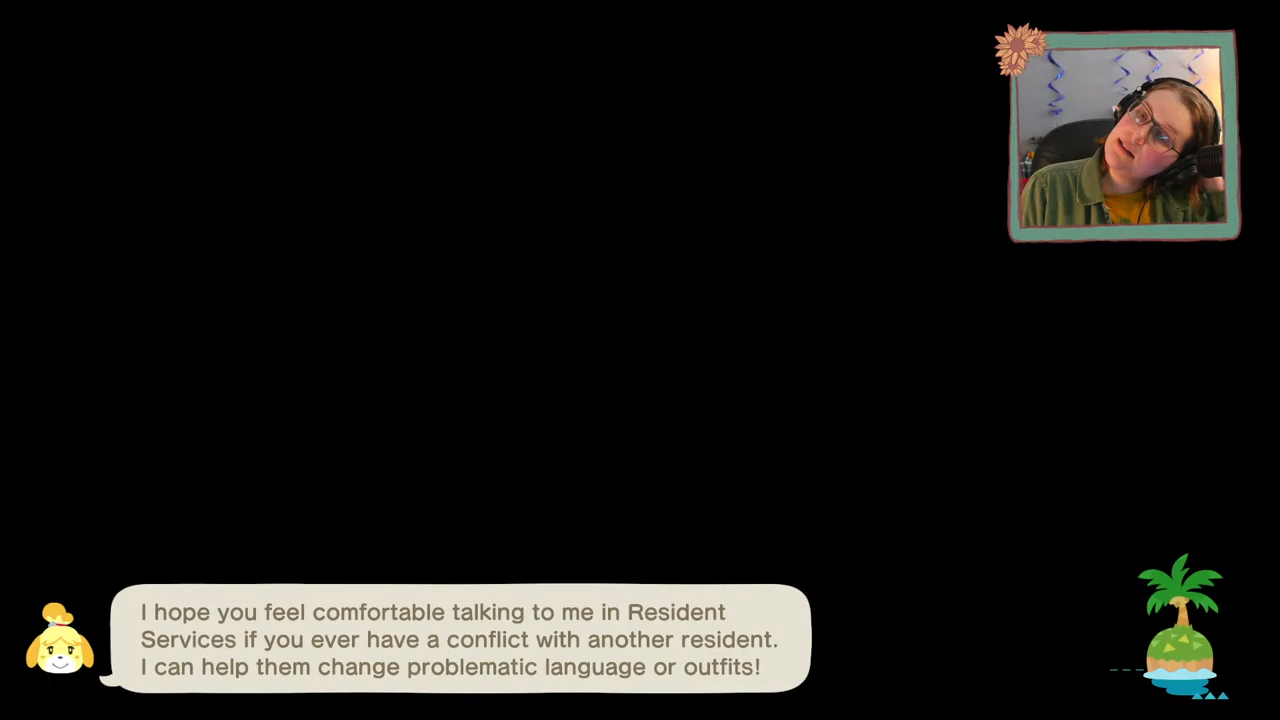 I hope you feel comfortable talking to me in Resident
Services if you ever have a conflict with another resident.
I can help them change problematic language or outfits!